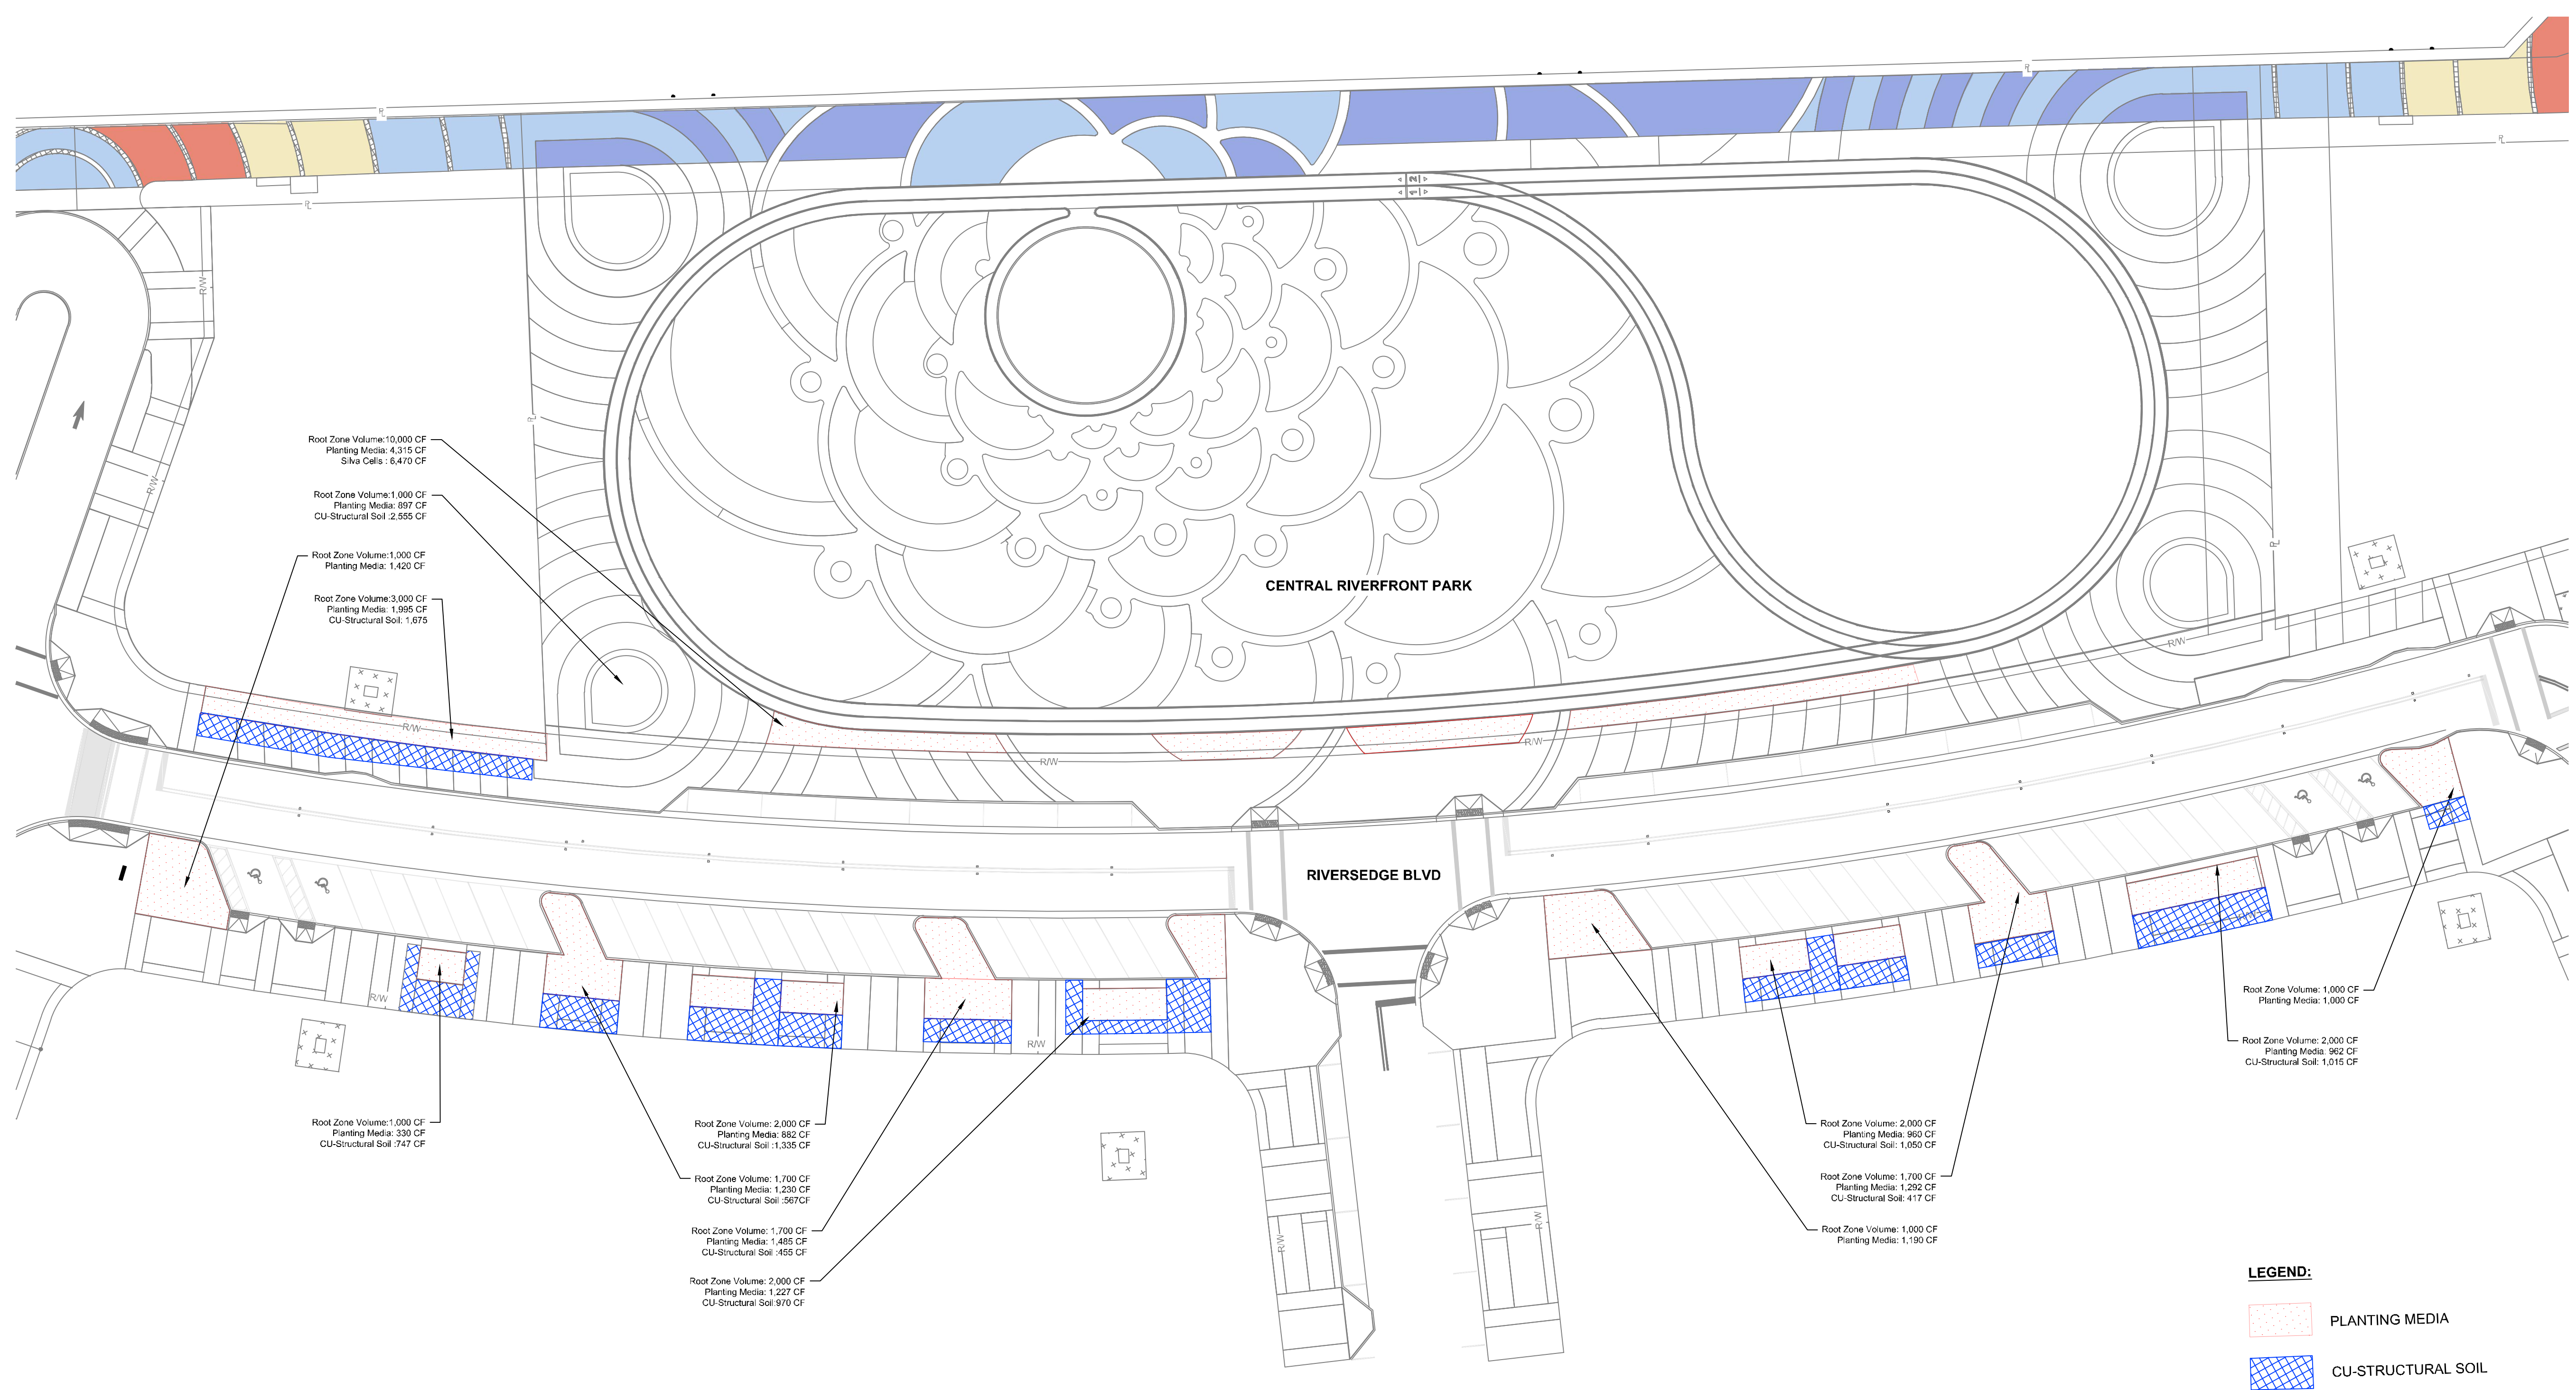 P/L
P/L
P/L
P/L
2
1
R/W
P/L
Root Zone Volume:10,000 CF
Planting Media: 4,315 CF
Silva Cells : 6,470 CF
R/W
Root Zone Volume:1,000 CF
Planting Media: 897 CF
CU-Structural Soil :2,555 CF
P/L
Root Zone Volume:1,000 CF
Planting Media: 1,420 CF
CENTRAL RIVERFRONT PARK
Root Zone Volume:3,000 CF
Planting Media: 1,995 CF
CU-Structural Soil: 1,675
R/W
R/W
R/W
R/W
RIVERSEDGE BLVD
R/W
R/W
R/W
Root Zone Volume: 1,000 CF
Planting Media: 1,000 CF
Root Zone Volume: 2,000 CF
Planting Media: 962 CF
CU-Structural Soil: 1,015 CF
Root Zone Volume:1,000 CF
Planting Media: 330 CF
CU-Structural Soil :747 CF
Root Zone Volume: 2,000 CF
Planting Media: 882 CF
CU-Structural Soil :1,335 CF
Root Zone Volume: 2,000 CF
Planting Media: 960 CF
CU-Structural Soil: 1,050 CF
Root Zone Volume: 1,700 CF
Planting Media: 1,230 CF
CU-Structural Soil :567CF
Root Zone Volume: 1,700 CF
Planting Media: 1,292 CF
CU-Structural Soil: 417 CF
Root Zone Volume: 1,700 CF
Planting Media: 1,485 CF
CU-Structural Soil :455 CF
Root Zone Volume: 1,000 CF
Planting Media: 1,190 CF
R/W
R/W
Root Zone Volume: 2,000 CF
Planting Media: 1,227 CF
CU-Structural Soil:970 CF
LEGEND:
PLANTING MEDIA
CU-STRUCTURAL SOIL